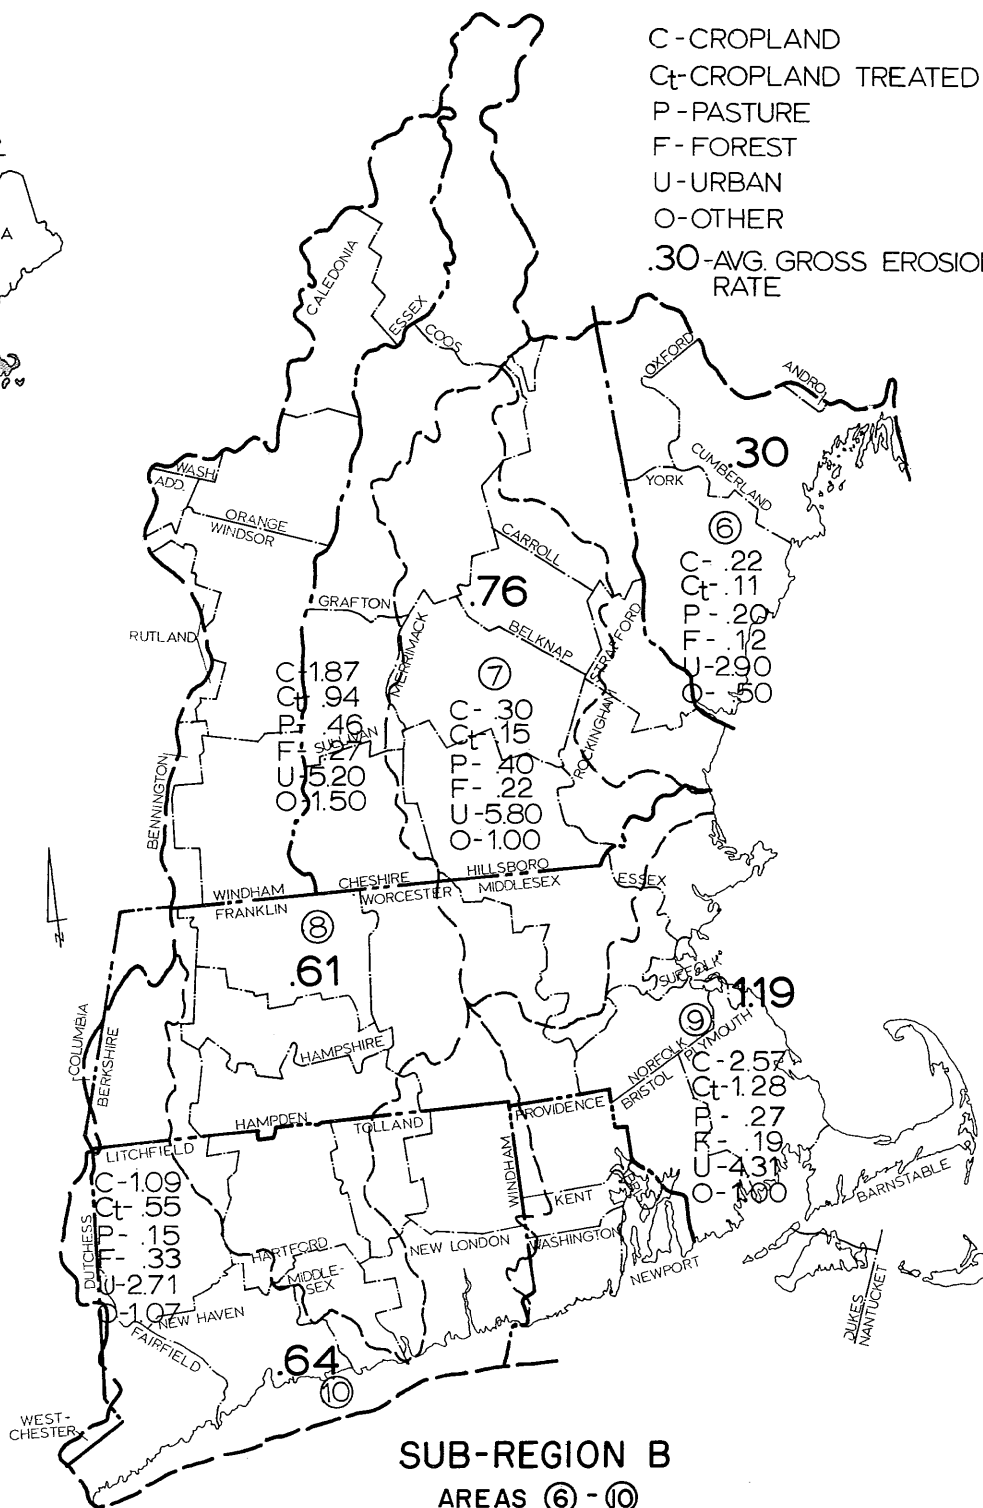 C-CROPLAND
Ct-CROPLAND TREATED
P-PASTURE
F-FOREST
U-URBAN
O-OTHER
.30-AVG. GROSS EROSION
RATE
A
CALEDONIA
ESSEX
COOS
OXFORD
ANDRO.
.30
CUMBERLAND
YORK
WASH.
ADD.
ORANGE
WINDSOR
CARROLL
⑥
C- .22
Ct- .11
P- .20
F- .12
U-2.90
O- .50
.76
GRAFTON
MERRIMACK
BELKNAP
STRAFFORD
RUTLAND
⑦
C- .30
Ct- .15
P- .40
F- .22
U-5.80
O-1.00
ROCKINGHAM
C-1.87
Ct- .94
P- .46
F- .27
U-5.20
O-1.50
SULLIVAN
BENNINGTON
WINDHAM
FRANKLIN
CHESHIRE
WORCESTER
HILLSBORO
MIDDLESEX
ESSEX
⑧
.61
N
SUFFOLK
1.19
⑨
NORFOLK
PLYMOUTH
BRISTOL
C-2.57
Ct-1.28
P- .27
F- .19
U-4.31
O-1.00
COLUMBIA
BERKSHIRE
HAMPSHIRE
HAMPDEN
TOLLAND
PROVIDENCE
LITCHFIELD
WINDHAM
KENT
BARNSTABLE
C-1.09
Ct- .55
P- .15
F- .33
U-2.71
O-1.07
DUTCHESS
HARTFORD
NEW LONDON
WASHINGTON
MIDDLE-
SEX
NEWPORT
NEW HAVEN
FAIRFIELD
DUKES
NANTUCKET
.64
⑩
WEST-
CHESTER
SUB-REGION B
AREAS ⑥ - ⑩